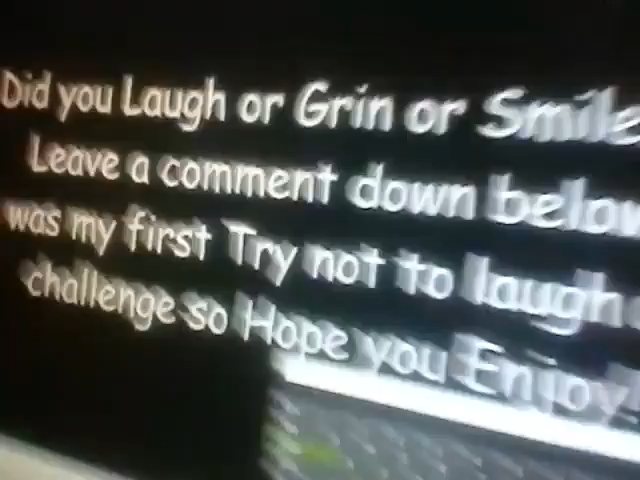 Did you Laugh or Grin or Smile
Leave a comment down below
was my first Try not to laugh
challenge so Hope you Enjoy!